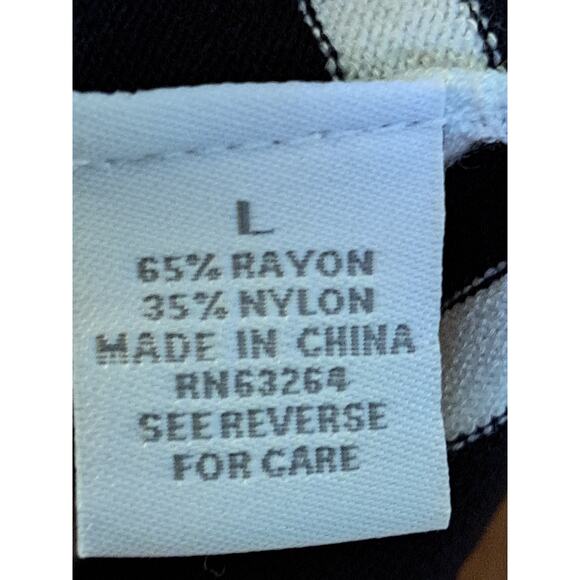 L
65% RAYON
35% NYLON
MADE IN CHINA
RN63264
SEE REVERSE
FOR CARE